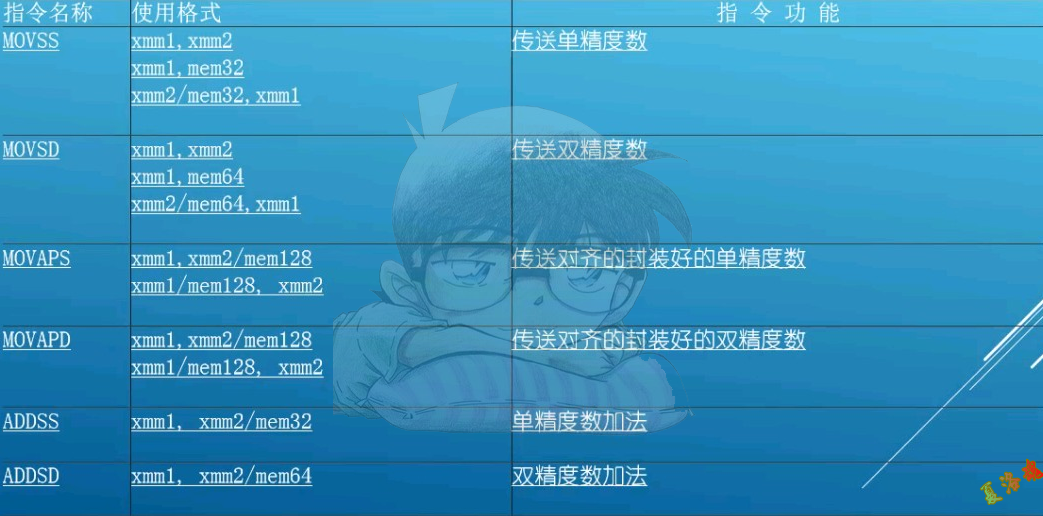 指令名称 使用格式 指 令 功 能
MOVSS xmm1,xmm2 传送单精度数
xmm1,mem32
xmm2/mem32,xmm1
MOVSD xmm1,xmm2 传送双精度数
xmm1,mem64
xmm2/mem64,xmm1
MOVAPS xmm1,xmm2/mem128 传送对齐的封装好的单精度数
xmm1/mem128, xmm2
MOVAPD xmm1,xmm2/mem128 传送对齐的封装好的双精度数
xmm1/mem128, xmm2
ADDSS xmm1, xmm2/mem32 单精度数加法
ADDSD xmm1, xmm2/mem64 双精度数加法